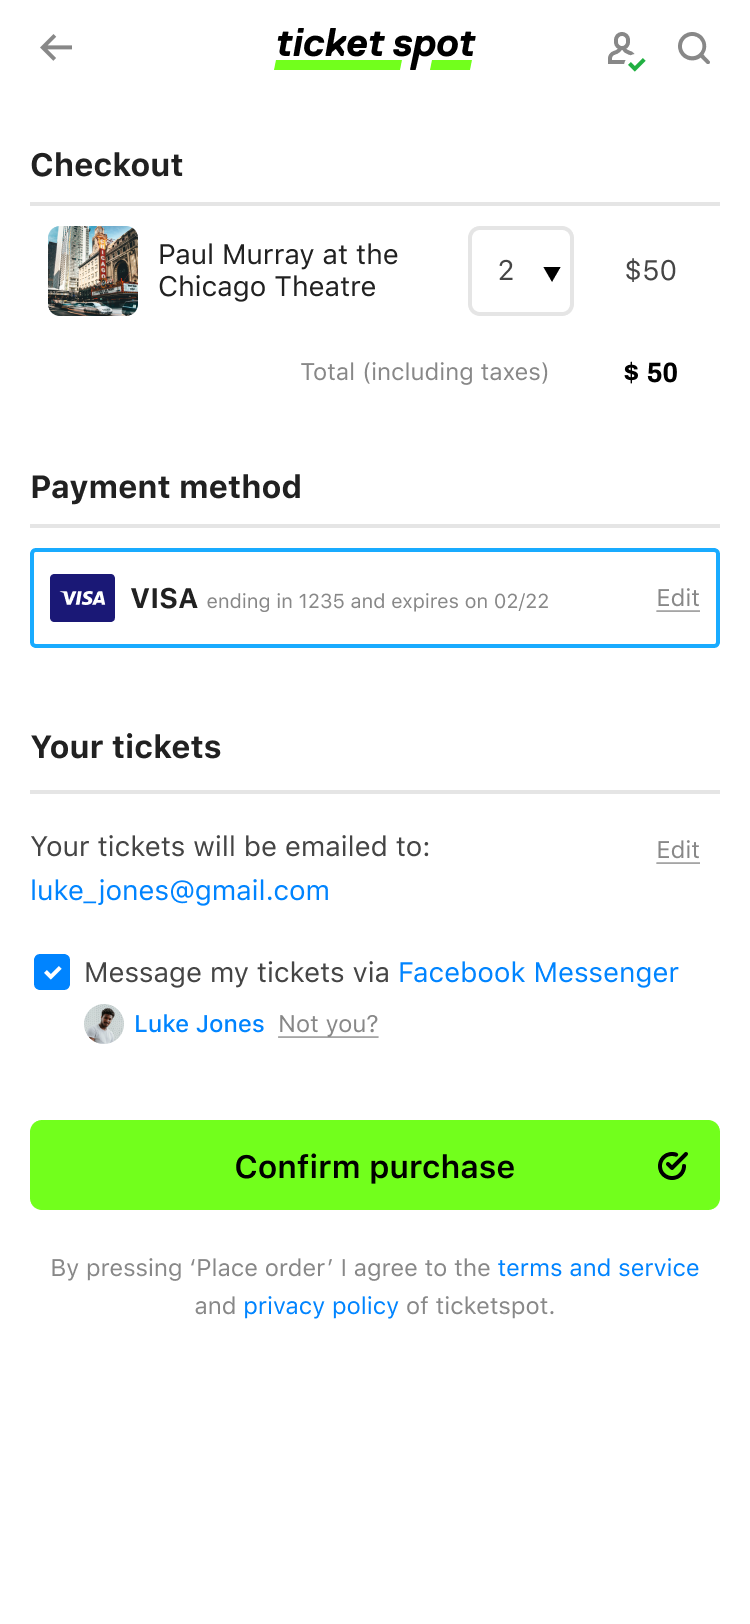 ticket spot
Checkout
Paul Murray at the
Chicago Theatre
2
$50
Total (including taxes)
$ 50
Payment method
VISA
VISA ending in 1235 and expires on 02/22
Edit
Your tickets
Your tickets will be emailed to:
Edit
luke_jones@gmail.com
Message my tickets via Facebook Messenger
Luke Jones Not you?
Confirm purchase
By pressing ‘Place order’ I agree to the terms and service
and privacy policy of ticketspot.